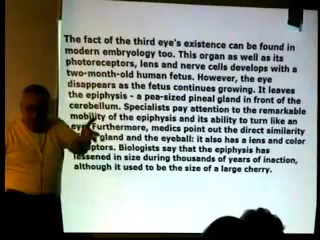 The fact of the third eye's existence can be found in
modern embryology too. This organ as well as its
photoreceptors, lens and nerve cells develops with a
two-month-old human fetus. However, the eye
disappears as the fetus continues growing. It leaves
the epiphysis - a pea-sized pineal gland in front of the
cerebellum. Specialists pay attention to the remarkable
mobility of the epiphysis and its ability to turn like an
eye. Furthermore, medics point out the direct similarity
gland and the eyeball: it also has a lens and color
receptors. Biologists say that the epiphysis has
lessened in size during thousands of years of inaction,
although it used to be the size of a large cherry.